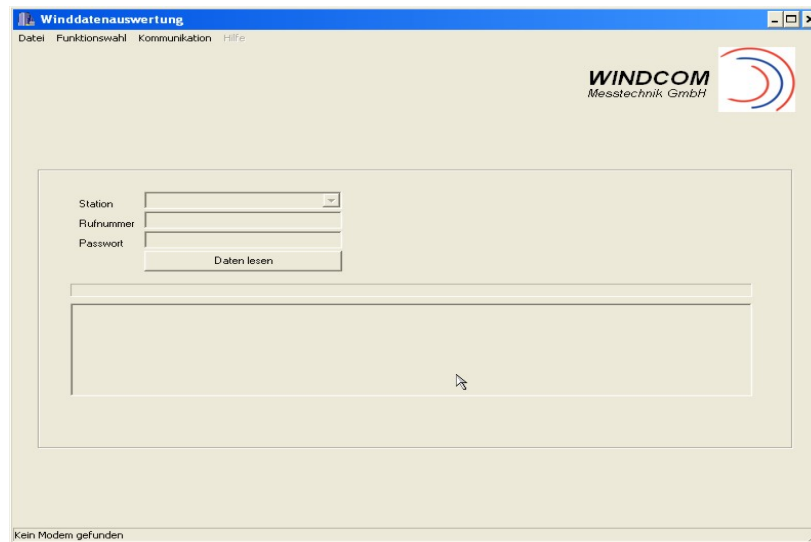 Winddatenauswertung
Datei Funktionswahl Kommunikation Hilfe
WINDCOM
Messtechnik GmbH
Station
Rufnummer
Passwort
Daten lesen
Kein Modem gefunden